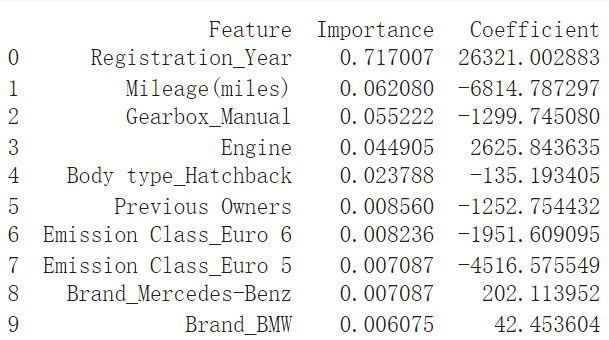 Feature Importance Coefficient
0 Registration_Year 0.717007 26321.002883
1 Mileage(miles) 0.062080 -6814.787297
2 Gearbox_Manual 0.055222 -1299.745080
3 Engine 0.044905 2625.843635
4 Body type_Hatchback 0.023788 -135.193405
5 Previous Owners 0.008560 -1252.754432
6 Emission Class_Euro 6 0.008236 -1951.609095
7 Emission Class_Euro 5 0.007087 -4516.575549
8 Brand_Mercedes-Benz 0.007087 202.113952
9 Brand_BMW 0.006075 42.453604